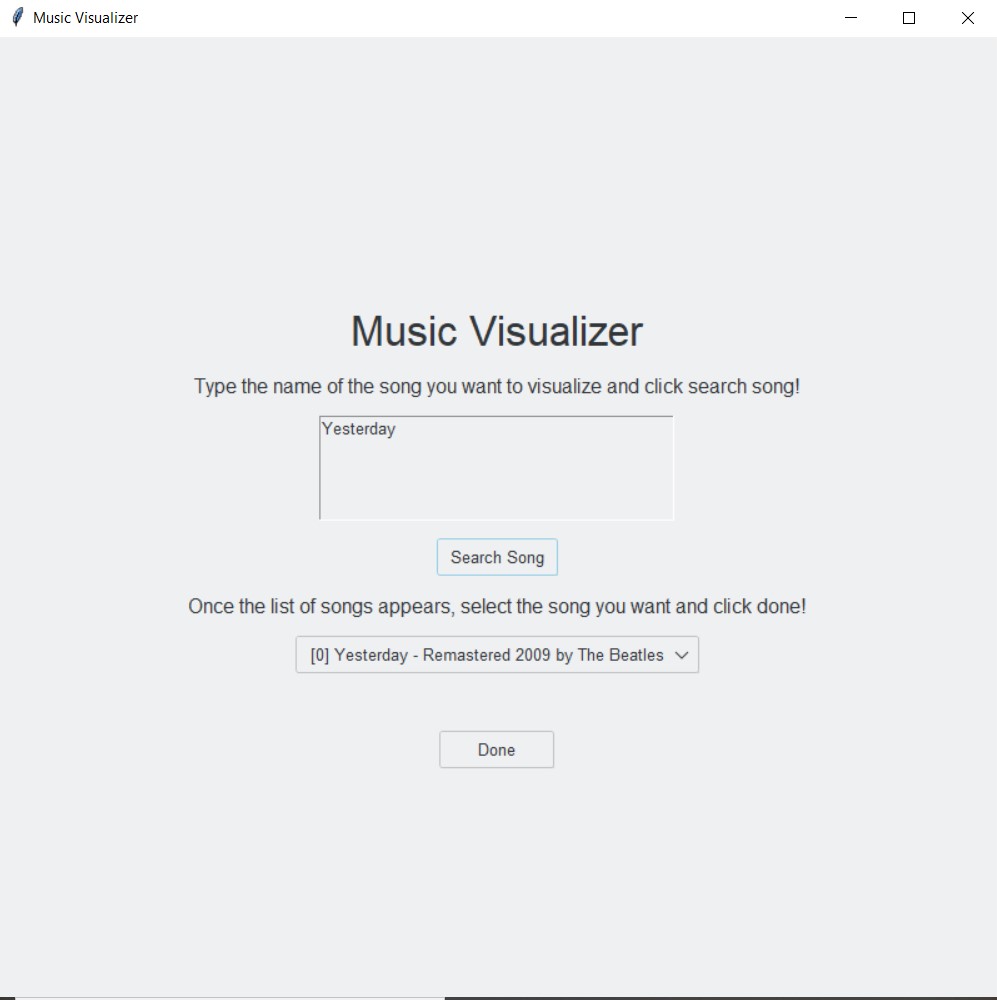 Music Visualizer
Music Visualizer
Type the name of the song you want to visualize and click search song!
Yesterday
Search Song
Once the list of songs appears, select the song you want and click done!
[0] Yesterday - Remastered 2009 by The Beatles
Done